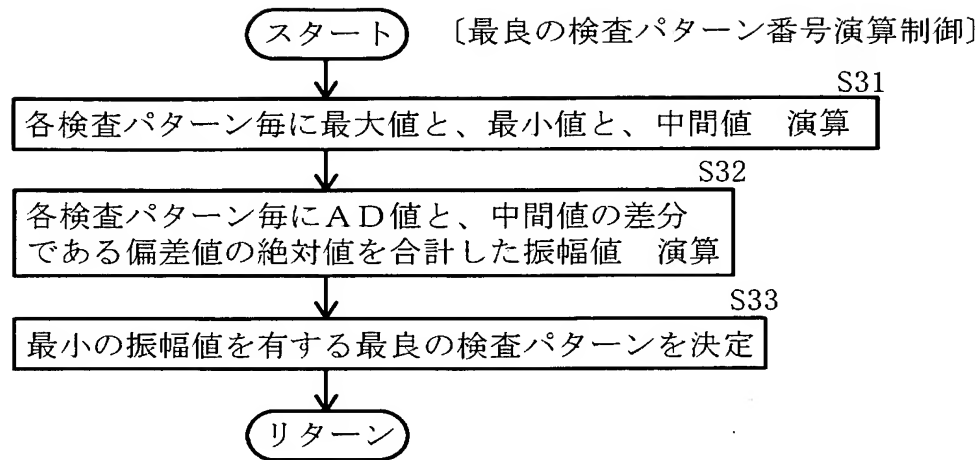 スタート 〔最良の検査パターン番号演算制御〕
S31
各検査パターン毎に最大値と、最小値と、中間値 演算
S32
各検査パターン毎にAD値と、中間値の差分
である偏差値の絶対値を合計した振幅値 演算
S33
最小の振幅値を有する最良の検査パターンを決定
リターン